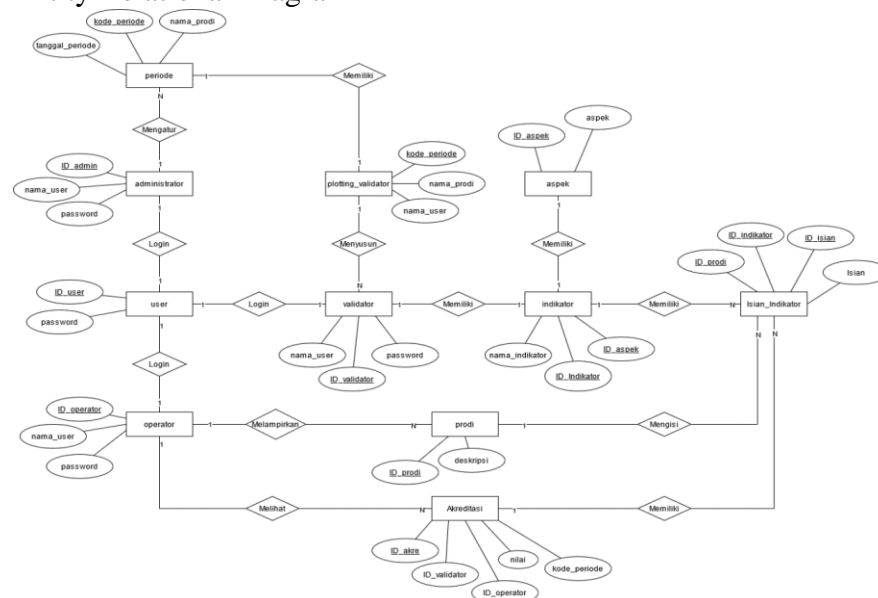 kode_periode
nama_prodi
tanggal_periode
periode
1
Memiliki
N
Mengatur
1
1
ID_admin
nama_user
administrator
password
kode_periode
plotting_validator
nama_prodi
nama_user
ID_aspek
aspek
aspek
1
1
1
Login
Menyusun
Memiliki
ID_indikator
ID_isian
ID_prodi
Isian
1
N
1
ID_user
user
password
1
Login
1
validator
1
Memiliki
1
indikator
1
Memiliki
N
Isian_Indikator
1
N
N
nama_user
password
ID_validator
nama_indikator
ID_aspek
ID_Indikator
Login
1
ID_operator
nama_user
operator
password
1
Melampirkan
N
prodi
1
Mengisi
1
ID_prodi
deskripsi
Melihat
N
Akreditasi
1
Memiliki
ID_akre
nilai
ID_validator
kode_periode
ID_operator